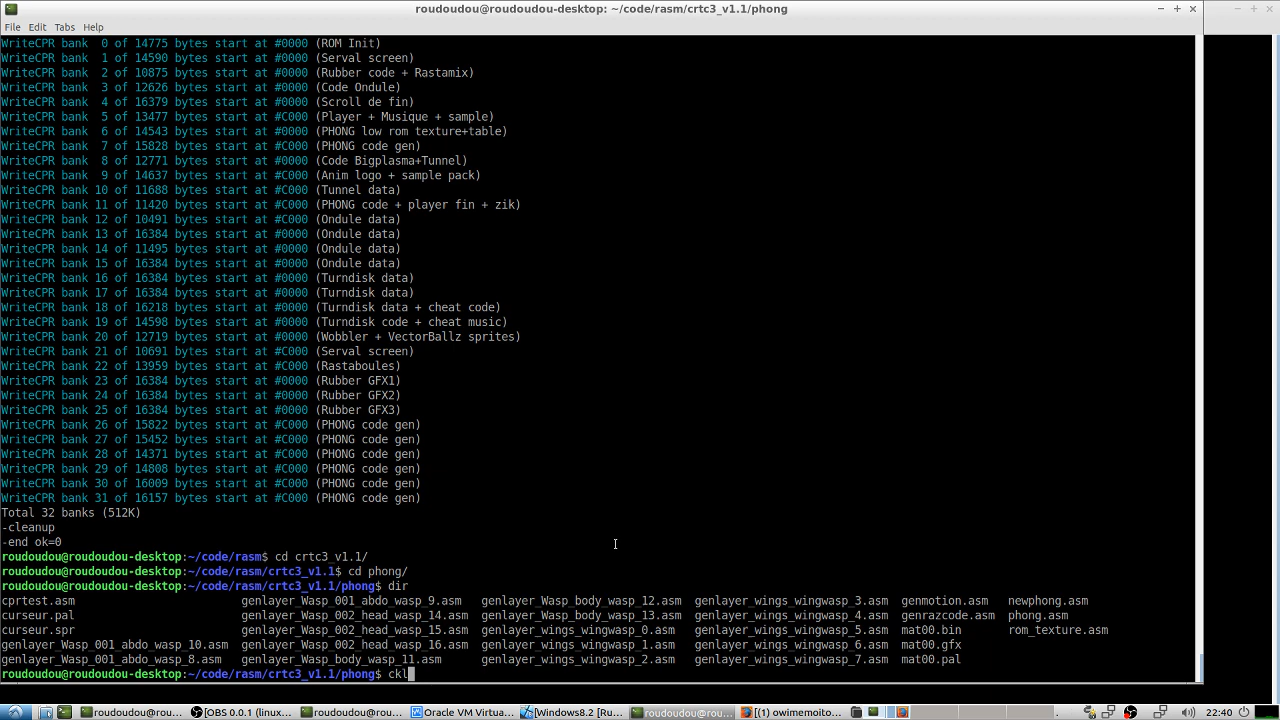 roudoudou@roudoudou-desktop: ~/code/rasm/crtc3_v1.1/phong
File Edit Tabs Help
WriteCPR bank  0 of 14775 bytes start at #0000 (ROM Init)
WriteCPR bank  1 of 14590 bytes start at #0000 (Serval screen)
WriteCPR bank  2 of 10875 bytes start at #0000 (Rubber code + Rastamix)
WriteCPR bank  3 of 12626 bytes start at #0000 (Code Ondule)
WriteCPR bank  4 of 16379 bytes start at #0000 (Scroll de fin)
WriteCPR bank  5 of 13477 bytes start at #C000 (Player + Musique + sample)
WriteCPR bank  6 of 14543 bytes start at #0000 (PHONG low rom texture+table)
WriteCPR bank  7 of 15828 bytes start at #C000 (PHONG code gen)
WriteCPR bank  8 of 12771 bytes start at #0000 (Code Bigplasma+Tunnel)
WriteCPR bank  9 of 14637 bytes start at #C000 (Anim logo + sample pack)
WriteCPR bank 10 of 11688 bytes start at #0000 (Tunnel data)
WriteCPR bank 11 of 11420 bytes start at #C000 (PHONG code + player fin + zik)
WriteCPR bank 12 of 10491 bytes start at #C000 (Ondule data)
WriteCPR bank 13 of 16384 bytes start at #0000 (Ondule data)
WriteCPR bank 14 of 11495 bytes start at #0000 (Ondule data)
WriteCPR bank 15 of 16384 bytes start at #0000 (Ondule data)
WriteCPR bank 16 of 16384 bytes start at #0000 (Turndisk data)
WriteCPR bank 17 of 16384 bytes start at #0000 (Turndisk data)
WriteCPR bank 18 of 16218 bytes start at #0000 (Turndisk data + cheat code)
WriteCPR bank 19 of 14598 bytes start at #0000 (Turndisk code + cheat music)
WriteCPR bank 20 of 12719 bytes start at #C000 (Wobbler + VectorBallz sprites)
WriteCPR bank 21 of 10691 bytes start at #C000 (Serval screen)
WriteCPR bank 22 of 13959 bytes start at #C000 (Rastaboules)
WriteCPR bank 23 of 16384 bytes start at #0000 (Rubber GFX1)
WriteCPR bank 24 of 16384 bytes start at #0000 (Rubber GFX2)
WriteCPR bank 25 of 16384 bytes start at #0000 (Rubber GFX3)
WriteCPR bank 26 of 15822 bytes start at #C000 (PHONG code gen)
WriteCPR bank 27 of 15452 bytes start at #C000 (PHONG code gen)
WriteCPR bank 28 of 14371 bytes start at #C000 (PHONG code gen)
WriteCPR bank 29 of 14808 bytes start at #C000 (PHONG code gen)
WriteCPR bank 30 of 16009 bytes start at #C000 (PHONG code gen)
WriteCPR bank 31 of 16157 bytes start at #C000 (PHONG code gen)
Total 32 banks (512K)
-cleanup
-end ok=0
roudoudou@roudoudou-desktop:~/code/rasm$ cd crtc3_v1.1/
roudoudou@roudoudou-desktop:~/code/rasm/crtc3_v1.1$ cd phong/
roudoudou@roudoudou-desktop:~/code/rasm/crtc3_v1.1/phong$ dir
cprtest.asm genlayer_Wasp_001_abdo_wasp_9.asm genlayer_Wasp_body_wasp_12.asm genlayer_wings_wingwasp_3.asm genmotion.asm newphong.asm
curseur.pal genlayer_Wasp_002_head_wasp_14.asm genlayer_Wasp_body_wasp_13.asm genlayer_wings_wingwasp_4.asm genrazcode.asm phong.asm
curseur.spr genlayer_Wasp_002_head_wasp_15.asm genlayer_wings_wingwasp_0.asm genlayer_wings_wingwasp_5.asm mat00.bin rom_texture.asm
genlayer_Wasp_001_abdo_wasp_10.asm genlayer_Wasp_002_head_wasp_16.asm genlayer_wings_wingwasp_1.asm genlayer_wings_wingwasp_6.asm mat00.gfx
genlayer_Wasp_001_abdo_wasp_8.asm genlayer_Wasp_body_wasp_11.asm genlayer_wings_wingwasp_2.asm genlayer_wings_wingwasp_7.asm mat00.pal
roudoudou@roudoudou-desktop:~/code/rasm/crtc3_v1.1/phong$ ckl
roudoudou@rou... [OBS 0.0.1 (linux... roudoudou@rou... Oracle VM Virtua... [Windows8.2 [Ru... roudoudou@rou... [(1) owimemoito... 22:40